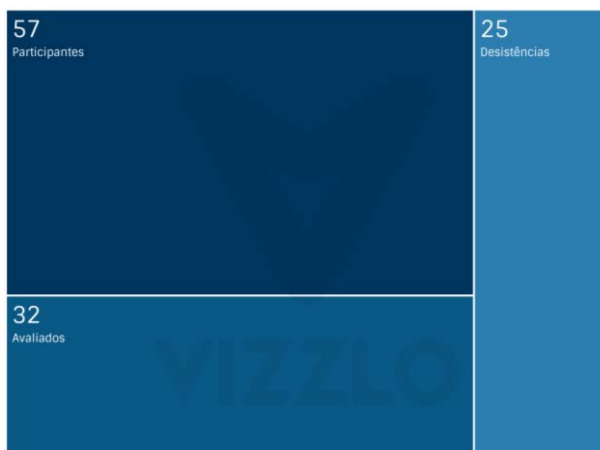 57
Participantes
25
Desistências
32
Avaliados
VIZZLO